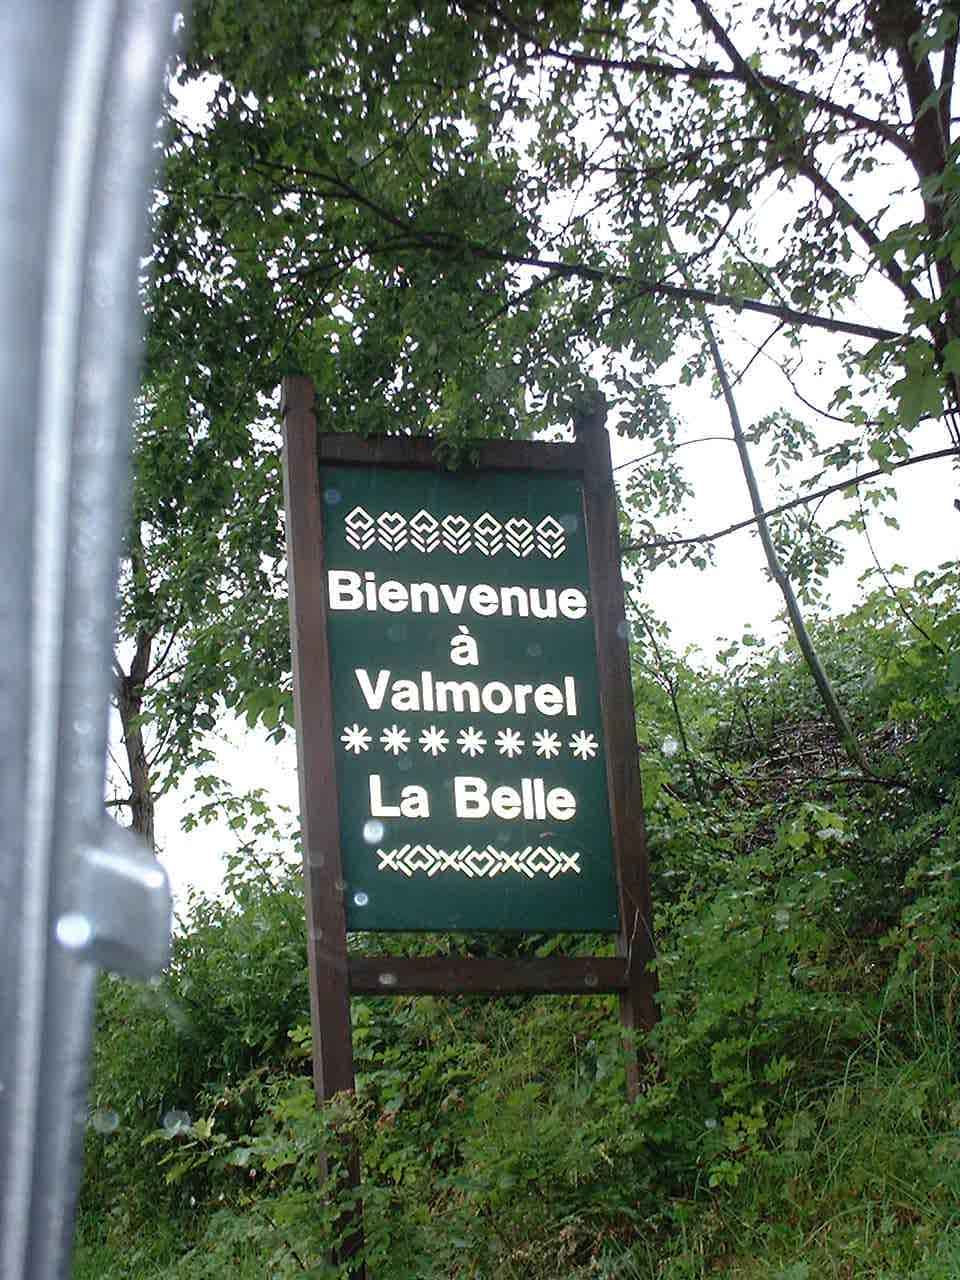 Bienvenue
à
Valmorel
La Belle